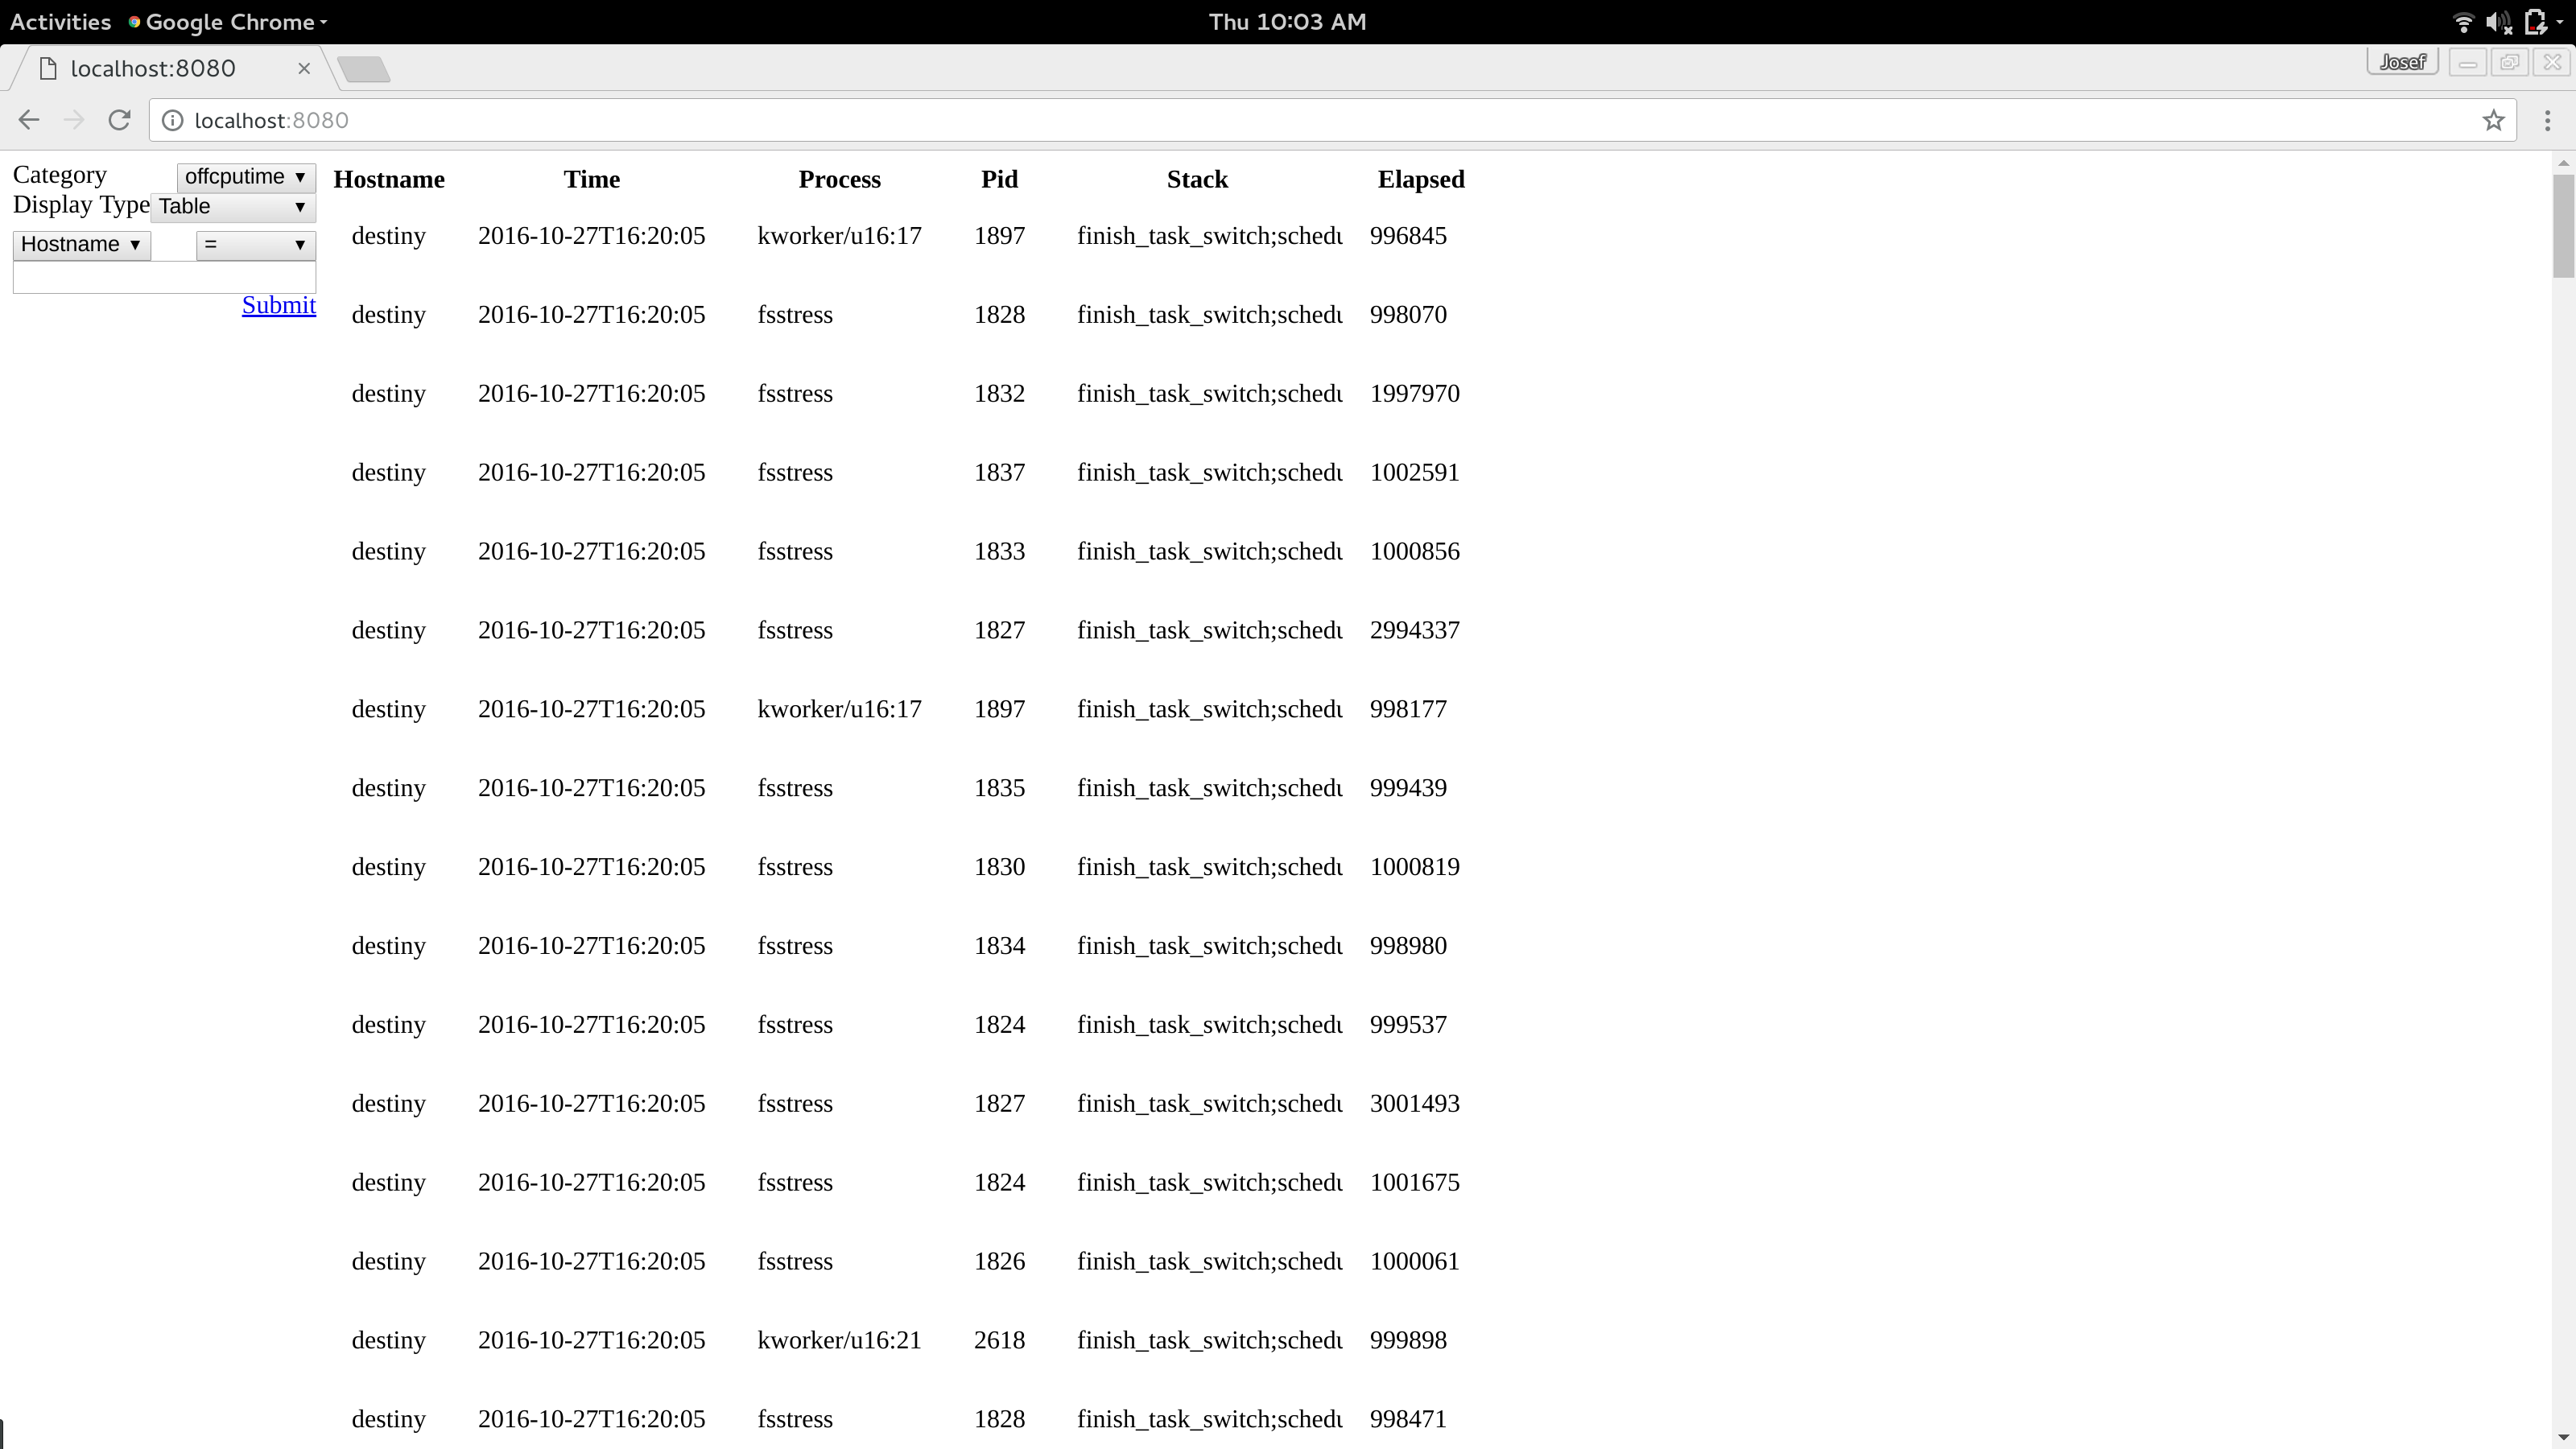 Activities Google Chrome Thu 10:03 AM
localhost:8080 Josef
localhost:8080
Category offcputime
Display Type Table
Hostname =
Submit
Hostname Time Process Pid Stack Elapsed
destiny 2016-10-27T16:20:05 kworker/u16:17 1897 finish_task_switch;schedu 996845
destiny 2016-10-27T16:20:05 fsstress 1828 finish_task_switch;schedu 998070
destiny 2016-10-27T16:20:05 fsstress 1832 finish_task_switch;schedu 1997970
destiny 2016-10-27T16:20:05 fsstress 1837 finish_task_switch;schedu 1002591
destiny 2016-10-27T16:20:05 fsstress 1833 finish_task_switch;schedu 1000856
destiny 2016-10-27T16:20:05 fsstress 1827 finish_task_switch;schedu 2994337
destiny 2016-10-27T16:20:05 kworker/u16:17 1897 finish_task_switch;schedu 998177
destiny 2016-10-27T16:20:05 fsstress 1835 finish_task_switch;schedu 999439
destiny 2016-10-27T16:20:05 fsstress 1830 finish_task_switch;schedu 1000819
destiny 2016-10-27T16:20:05 fsstress 1834 finish_task_switch;schedu 998980
destiny 2016-10-27T16:20:05 fsstress 1824 finish_task_switch;schedu 999537
destiny 2016-10-27T16:20:05 fsstress 1827 finish_task_switch;schedu 3001493
destiny 2016-10-27T16:20:05 fsstress 1824 finish_task_switch;schedu 1001675
destiny 2016-10-27T16:20:05 fsstress 1826 finish_task_switch;schedu 1000061
destiny 2016-10-27T16:20:05 kworker/u16:21 2618 finish_task_switch;schedu 999898
destiny 2016-10-27T16:20:05 fsstress 1828 finish_task_switch;schedu 998471